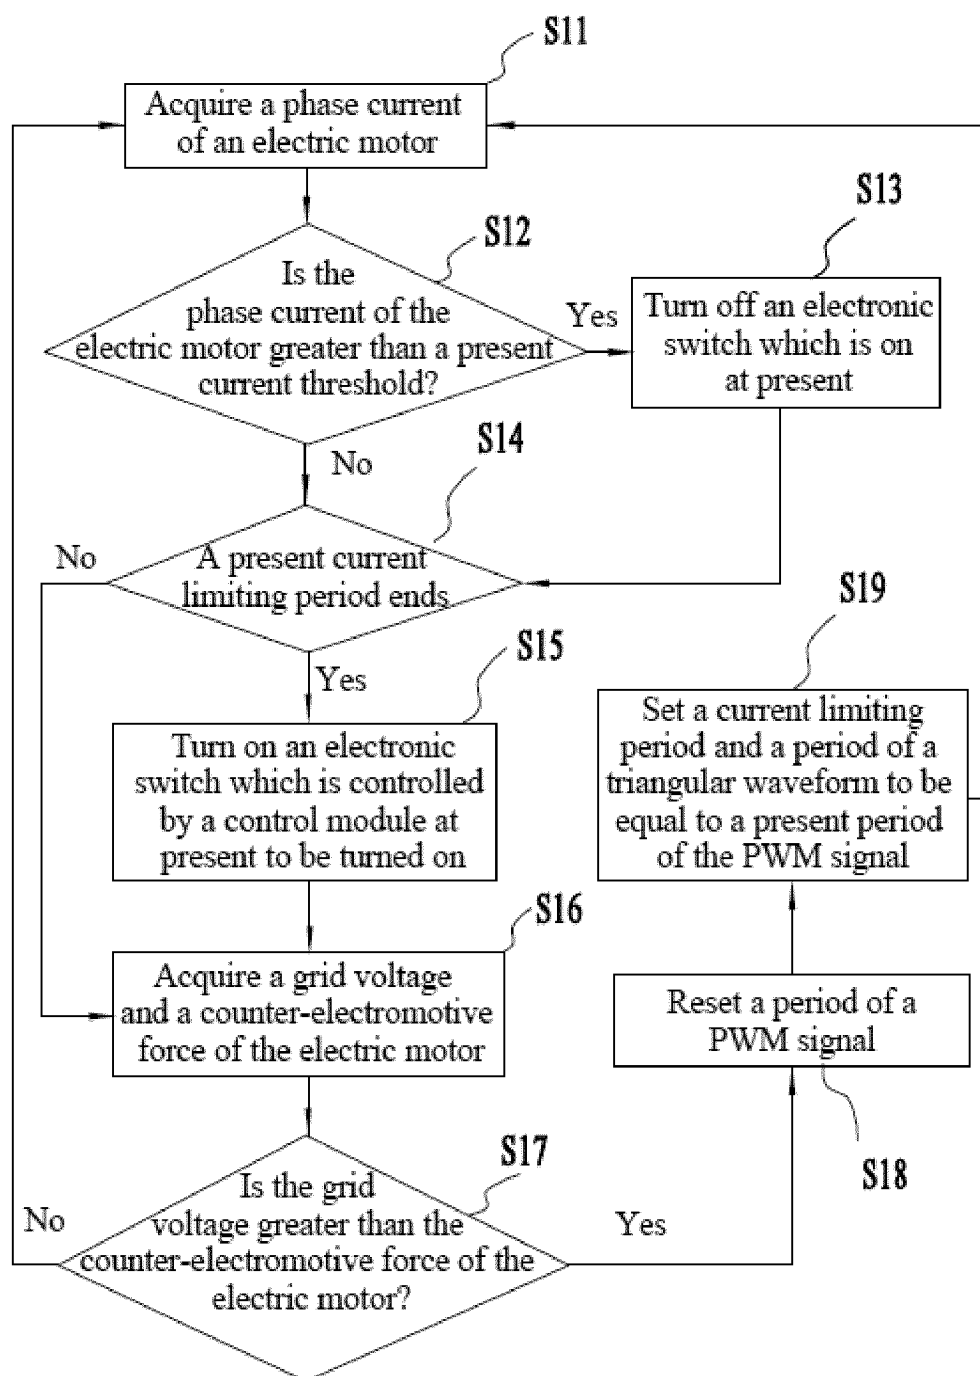 S11
Acquire a phase current
of an electric motor
S12
Is the
phase current of the
electric motor greater than a present
current threshold?
Yes
S13
Turn off an electronic
switch which is on
at present
No
S14
A present current
limiting period ends
No
Yes
S15
Turn on an electronic
switch which is controlled
by a control module at
present to be turned on
S16
Acquire a grid voltage
and a counter-electromotive
force of the electric motor
S17
Is the grid
voltage greater than the
counter-electromotive force of the
electric motor?
No
Yes
S18
Reset a period of a
PWM signal
S19
Set a current limiting
period and a period of a
triangular waveform to be
equal to a present period
of the PWM signal